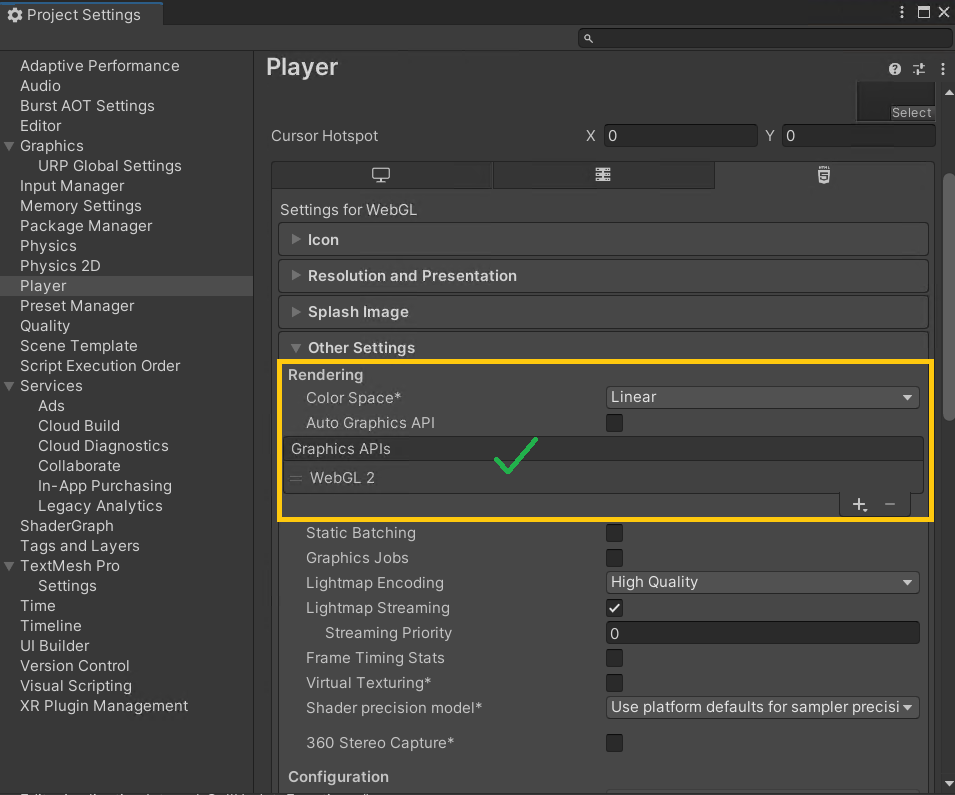 Project Settings
Adaptive Performance
Audio
Burst AOT Settings
Editor
Graphics
URP Global Settings
Input Manager
Memory Settings
Package Manager
Physics
Physics 2D
Player
Preset Manager
Quality
Scene Template
Script Execution Order
Services
Ads
Cloud Build
Cloud Diagnostics
Collaborate
In-App Purchasing
Legacy Analytics
ShaderGraph
Tags and Layers
TextMesh Pro
Settings
Time
Timeline
UI Builder
Version Control
Visual Scripting
XR Plugin Management
Player
Select
Cursor Hotspot X 0 Y 0
Settings for WebGL
Icon
Resolution and Presentation
Splash Image
Other Settings
Rendering
Color Space* Linear
Auto Graphics API
Graphics APIs
WebGL 2
Static Batching
Graphics Jobs
Lightmap Encoding High Quality
Lightmap Streaming
Streaming Priority 0
Frame Timing Stats
Virtual Texturing*
Shader precision model* Use platform defaults for sampler precisi
360 Stereo Capture*
Configuration